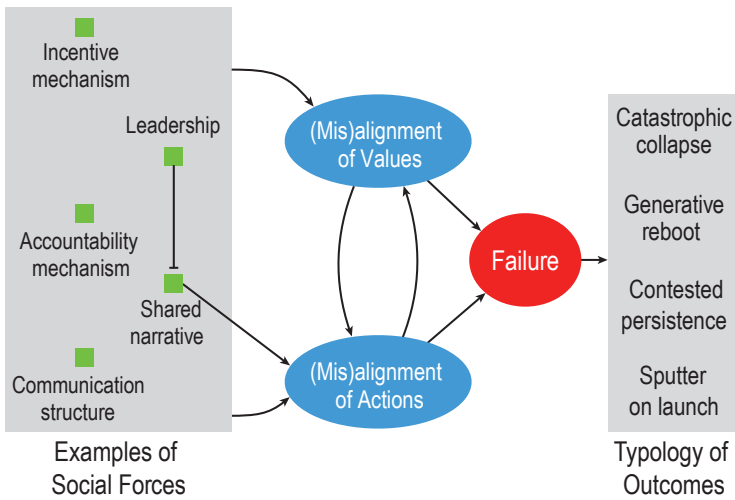 Incentive
mechanism
Leadership
Accountability
mechanism
Shared
narrative
Communication
structure
Examples of
Social Forces
(Mis)alignment
of Values
(Mis)alignment
of Actions
Failure
Catastrophic
collapse
Generative
reboot
Contested
persistence
Sputter
on launch
Typology of
Outcomes